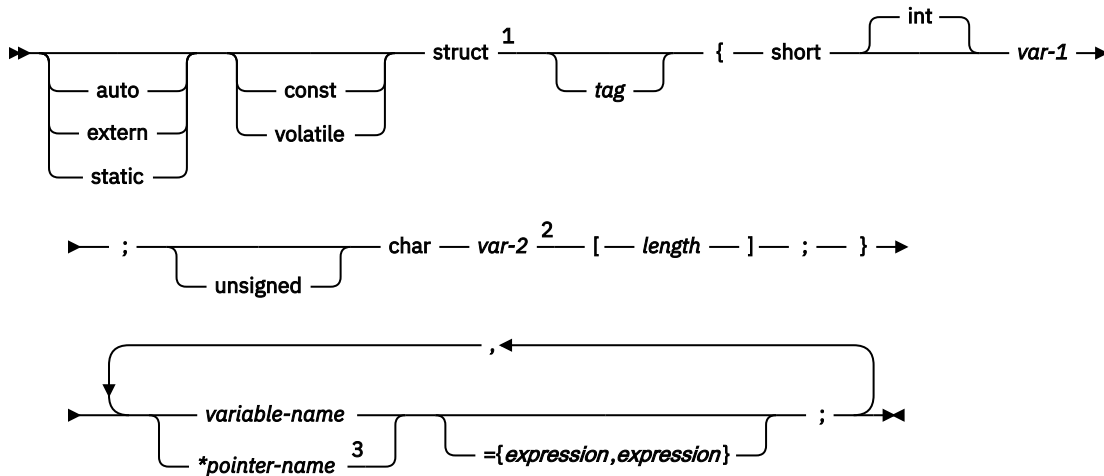 int
struct 1 { short var-1
auto const tag
extern volatile
static
; char var-2 2 [ length ] ; }
unsigned
,
variable-name ;
*pointer-name 3 ={expression,expression}